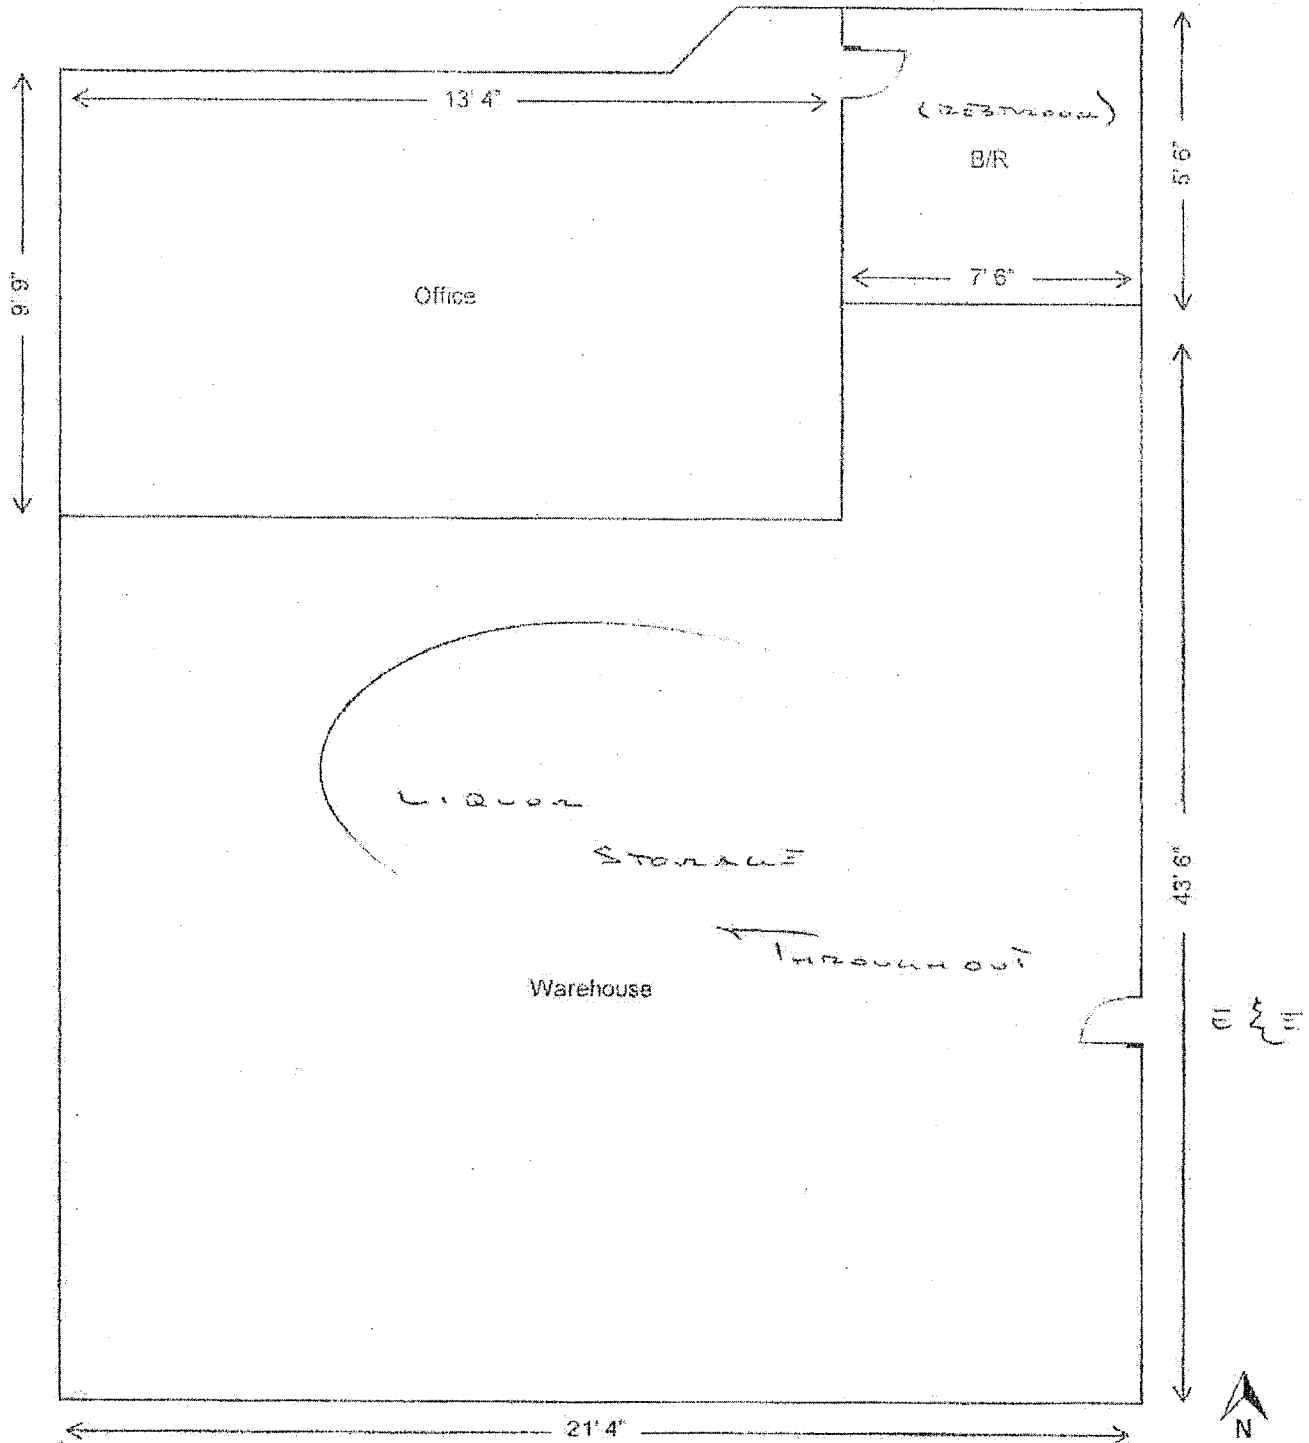 13' 4"
(RESTROOM)
B/R
5' 6"
7' 6"
9' 9"
Office
LIQUOR
STORAGE
THROUGHOUT
Warehouse
43' 6"
E & E
21' 4"
N